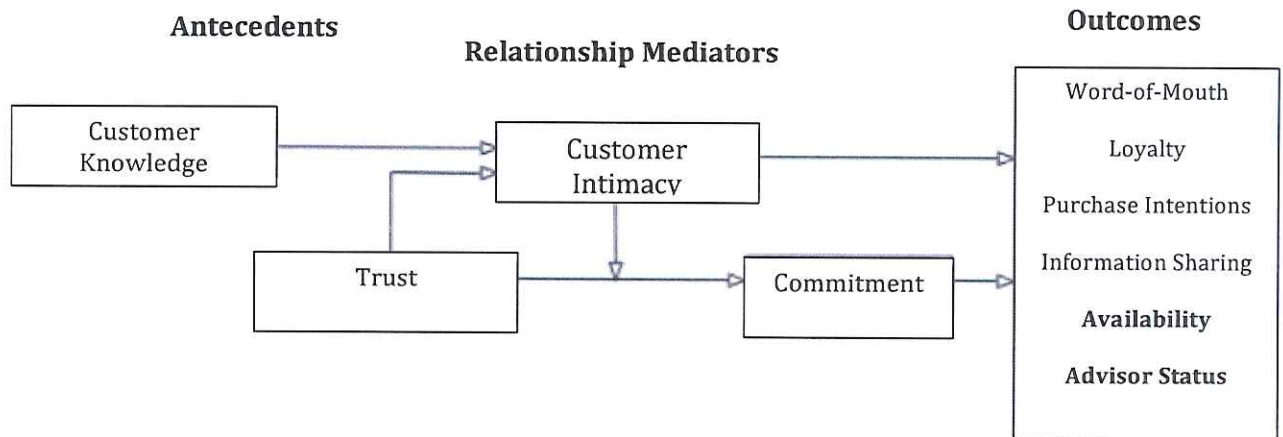 Antecedents
Relationship Mediators
Outcomes
Customer
Knowledge
Customer
Intimacy
Trust
Commitment
Word-of-Mouth
Loyalty
Purchase Intentions
Information Sharing
Availability
Advisor Status